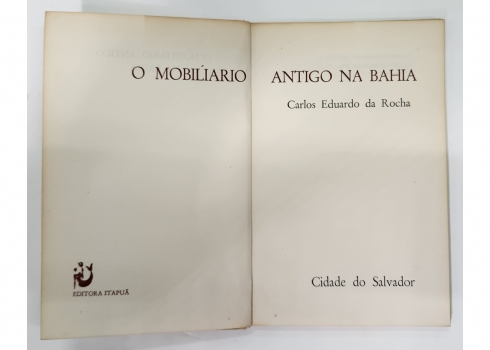 O MOBILÍARIO ANTIGO NA BAHIA
Carlos Eduardo da Rocha
EDITORA ITAPUÃ
Cidade do Salvador